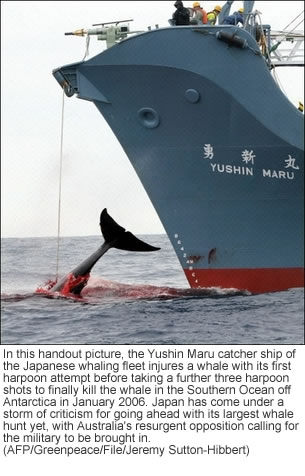 勇新丸
YUSHIN MARU
In this handout picture, the Yushin Maru catcher ship of
the Japanese whaling fleet injures a whale with its first
harpoon attempt before taking a further three harpoon
shots to finally kill the whale in the Southern Ocean off
Antarctica in January 2006. Japan has come under a
storm of criticism for going ahead with its largest whale
hunt yet, with Australia's resurgent opposition calling for
the military to be brought in.
(AFP/Greenpeace/File/Jeremy Sutton-Hibbert)